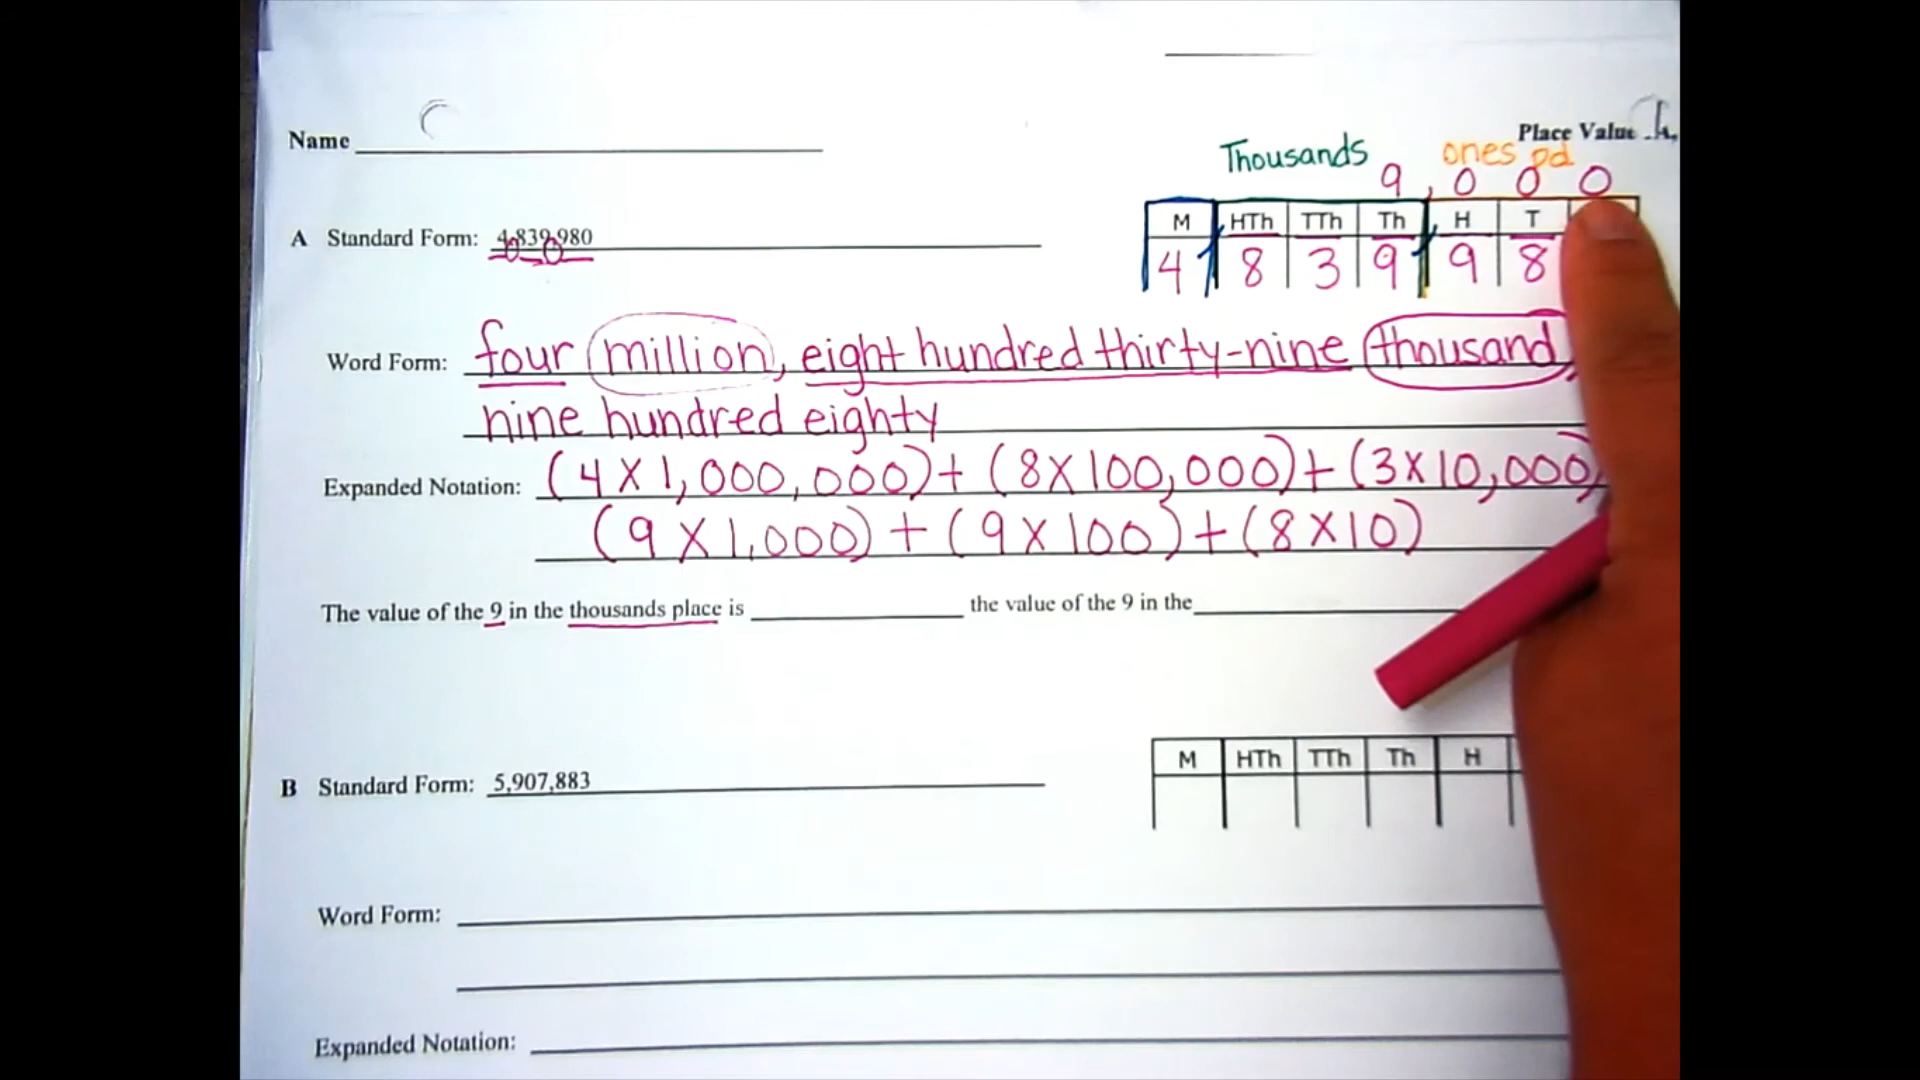 Name
Place Value
Thousands
ones pd
9,000
A Standard Form: 4,839,980
M HTh TTh Th H T
4 8 3 9 9 8
Word Form: four million, eight hundred thirty-nine thousand,
nine hundred eighty
Expanded Notation: (4 X 1,000,000) + (8 X 100,000) + (3 X 10,000)
(9 X 1,000) + (9 X 100) + (8 X 10)
The value of the 9 in the thousands place is the value of the 9 in the
B Standard Form: 5,907,883
M HTh TTh Th H
Word Form:
Expanded Notation: